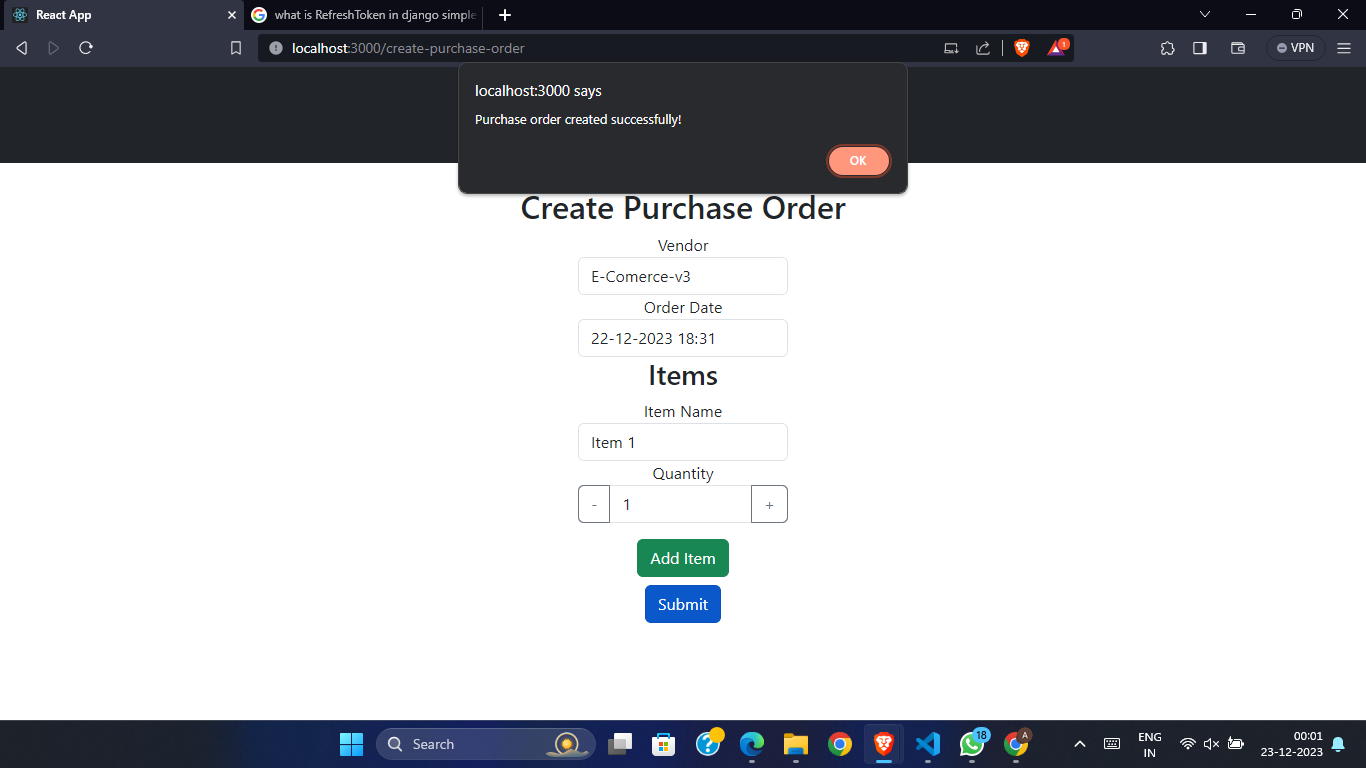 React App
what is RefreshToken in django simple
localhost:3000/create-purchase-order
1
VPN
localhost:3000 says
Purchase order created successfully!
OK
Create Purchase Order
Vendor
E-Comerce-v3
Order Date
22-12-2023 18:31
Items
Item Name
Item 1
Quantity
- 1 +
Add Item
Submit
Search
18
A
ENG
IN
00:01
23-12-2023